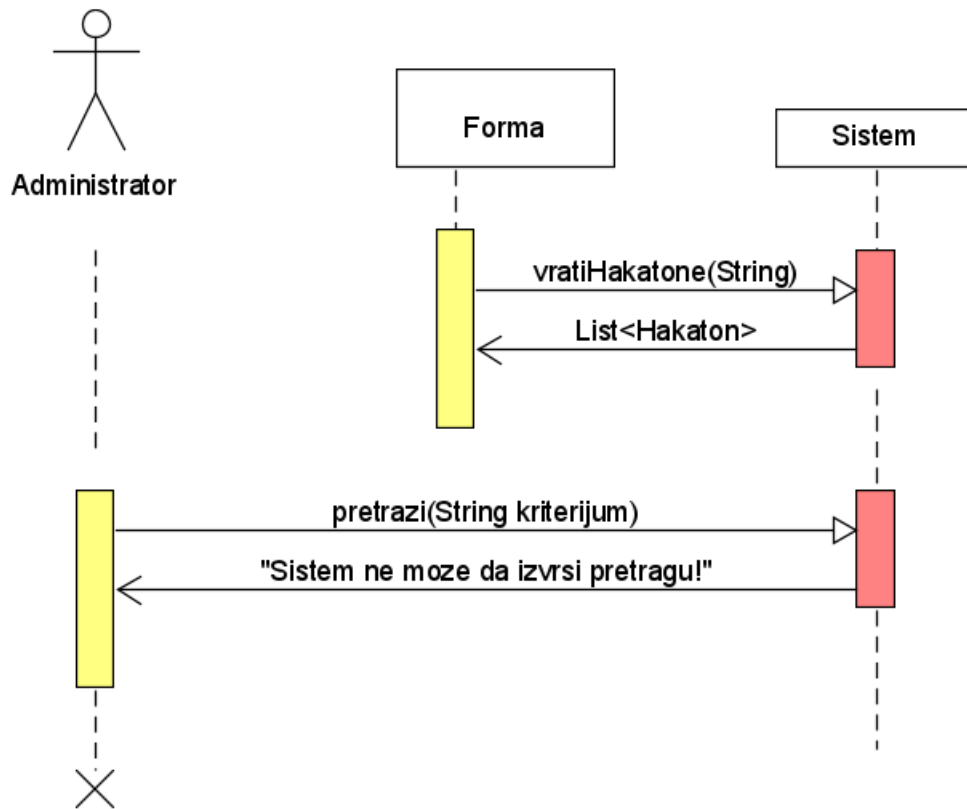 Forma
Sistem
Administrator
vratiHakatone(String)
List<Hakaton>
pretrazi(String kriterijum)
"Sistem ne moze da izvrsi pretragu!"